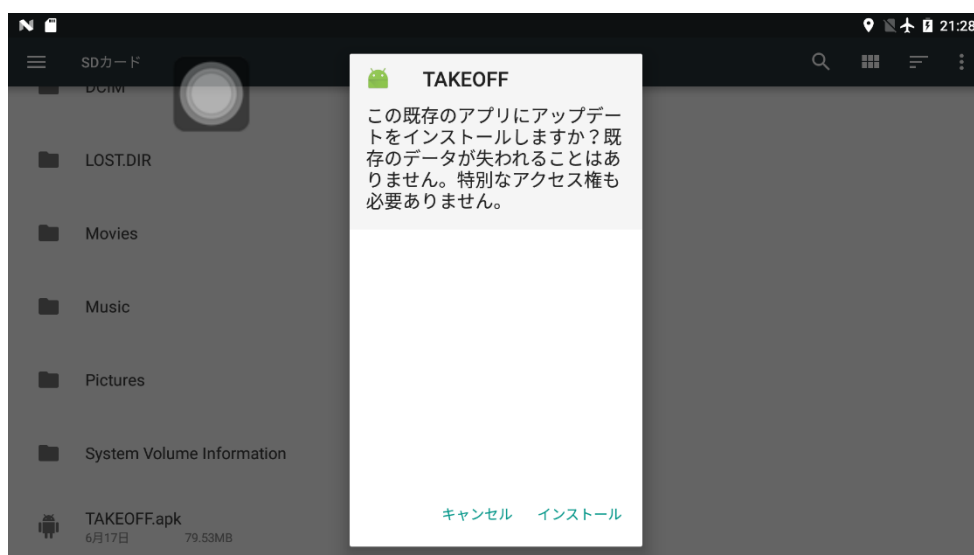 21:28
SDカード
DCIM
LOST.DIR
Movies
Music
Pictures
System Volume Information
TAKEOFF.apk
6月17日 79.53MB
TAKEOFF
この既存のアプリにアップデー
トをインストールしますか？既
存のデータが失われることはあ
りません。特別なアクセス権も
必要ありません。
キャンセル インストール